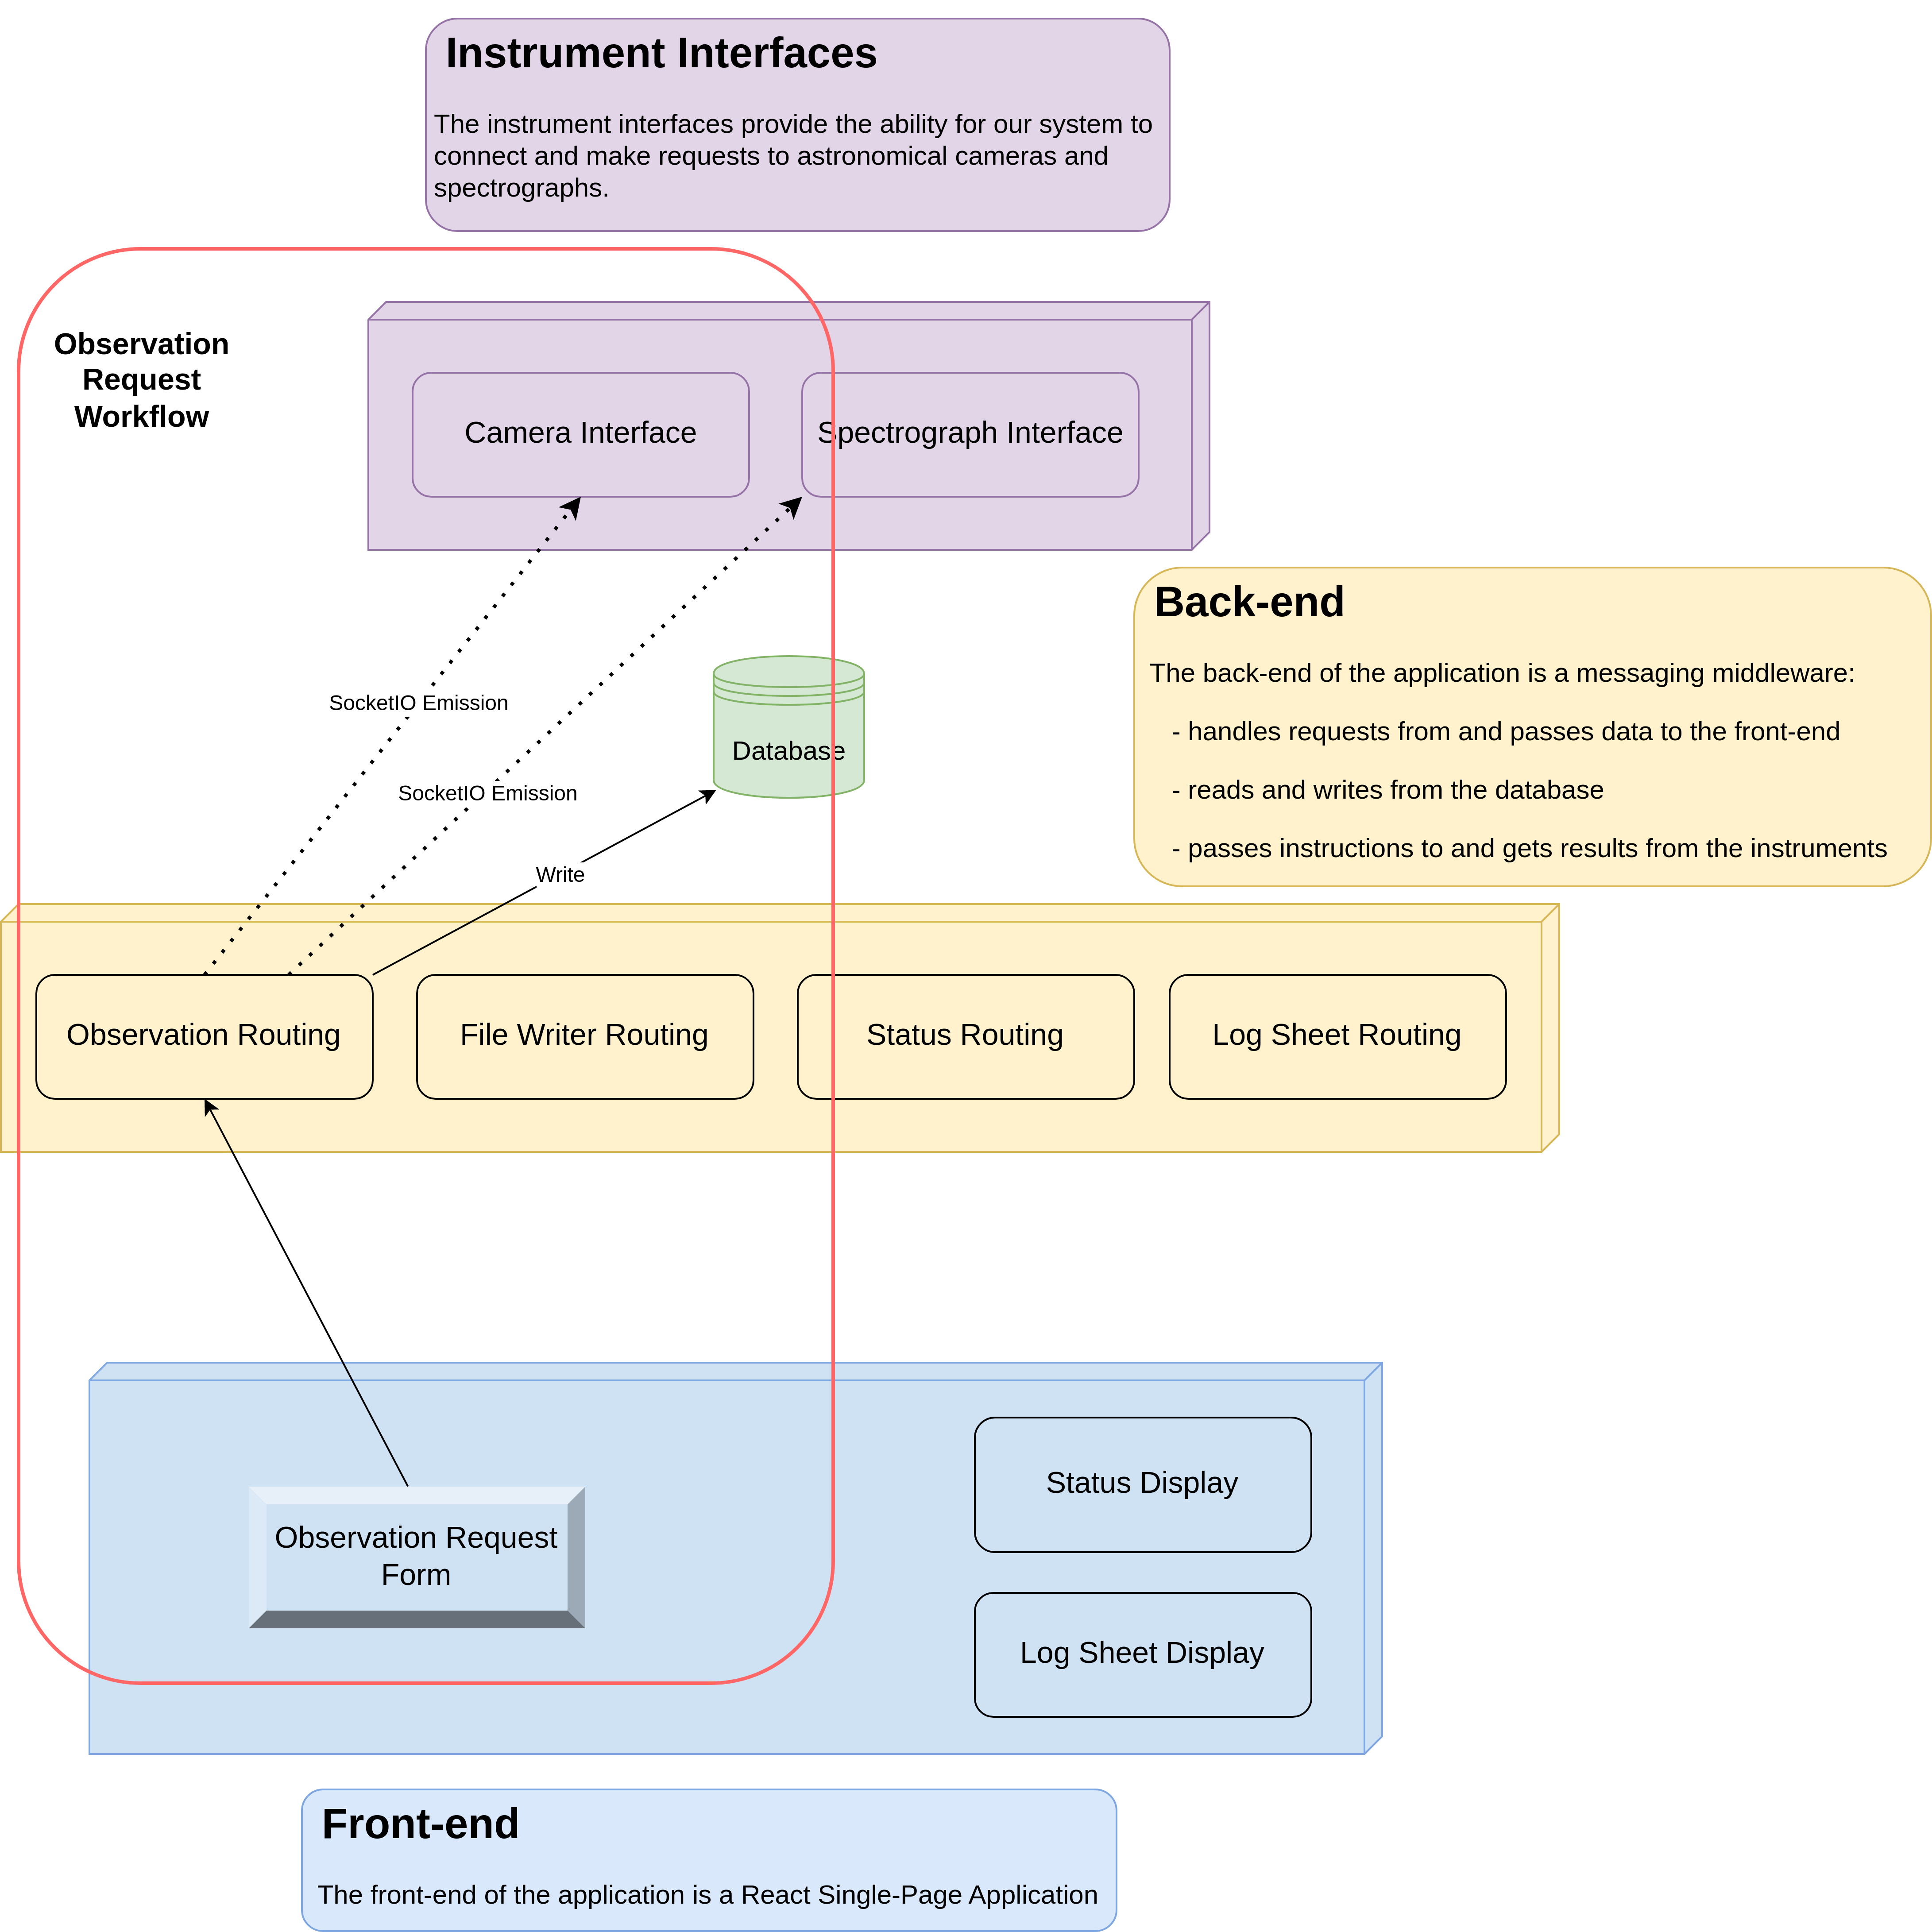 Instrument Interfaces
The instrument interfaces provide the ability for our system to
connect and make requests to astronomical cameras and
spectrographs.
Observation
Request
Workflow
Camera Interface
Spectrograph Interface
Back-end
The back-end of the application is a messaging middleware:
- handles requests from and passes data to the front-end
- reads and writes from the database
- passes instructions to and gets results from the instruments
SocketIO Emission
Database
SocketIO Emission
Write
Observation Routing
File Writer Routing
Status Routing
Log Sheet Routing
Status Display
Observation Request
Form
Log Sheet Display
Front-end
The front-end of the application is a React Single-Page Application